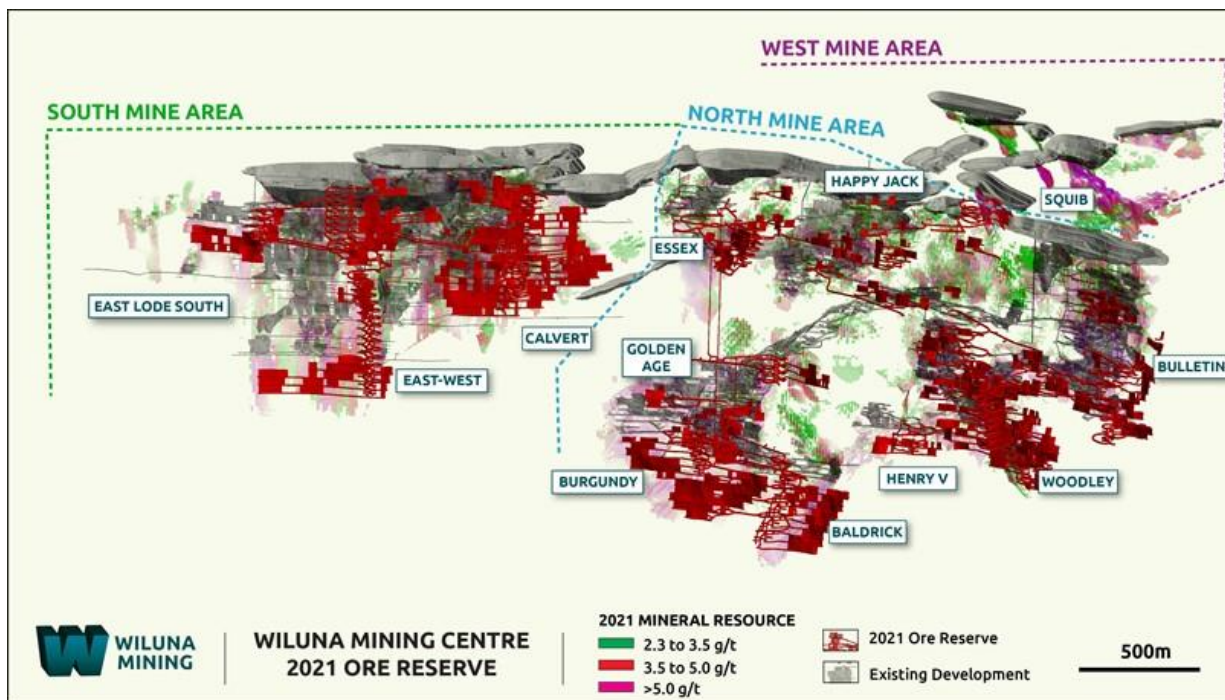 WEST MINE AREA
SOUTH MINE AREA
NORTH MINE AREA
HAPPY JACK
SQUIB
ESSEX
EAST LODE SOUTH
CALVERT
GOLDEN
AGE
BULLETIN
EAST-WEST
BURGUNDY
HENRY V
WOODLEY
BALDRICK
WILUNA
MINING
WILUNA MINING CENTRE
2021 ORE RESERVE
2021 MINERAL RESOURCE
2.3 to 3.5 g/t
3.5 to 5.0 g/t
>5.0 g/t
2021 Ore Reserve
Existing Development
500m